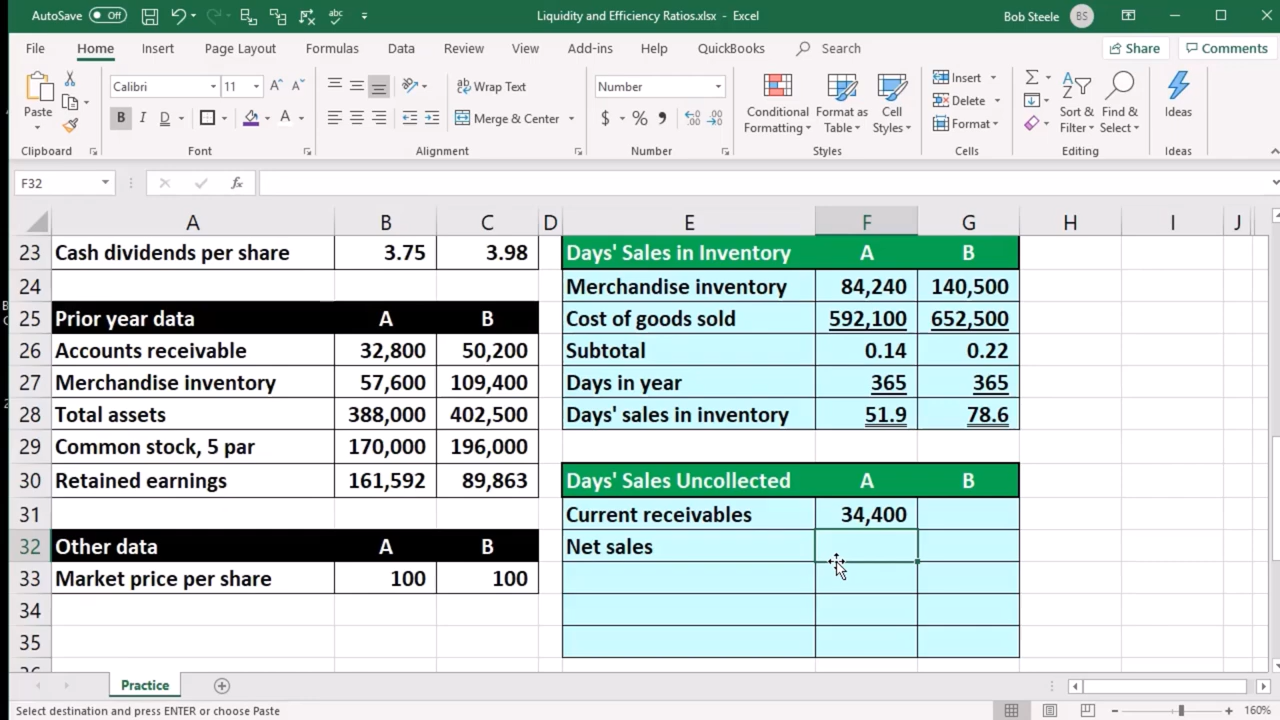 AutoSave Off Liquidity and Efficiency Ratios.xlsx - Excel Bob Steele BS
File Home Insert Page Layout Formulas Data Review View Add-ins Help QuickBooks Search Share Comments
Paste Calibri 11 A A Wrap Text Number Conditional Formatting Format as Table Cell Styles Insert Sort & Filter Find & Select Ideas
B I D A Merge & Center $ % Delete Format
Clipboard Font Alignment Number Styles Cells Editing Ideas
F32 fx
A B C D E F G H I J
23 Cash dividends per share 3.75 3.98 Days' Sales in Inventory A B
24 Merchandise inventory 84,240 140,500
25 Prior year data A B Cost of goods sold 592,100 652,500
26 Accounts receivable 32,800 50,200 Subtotal 0.14 0.22
27 Merchandise inventory 57,600 109,400 Days in year 365 365
28 Total assets 388,000 402,500 Days' sales in inventory 51.9 78.6
29 Common stock, 5 par 170,000 196,000
30 Retained earnings 161,592 89,863 Days' Sales Uncollected A B
31 Current receivables 34,400
32 Other data A B Net sales
33 Market price per share 100 100
34
35
Practice
Select destination and press ENTER or choose Paste 160%